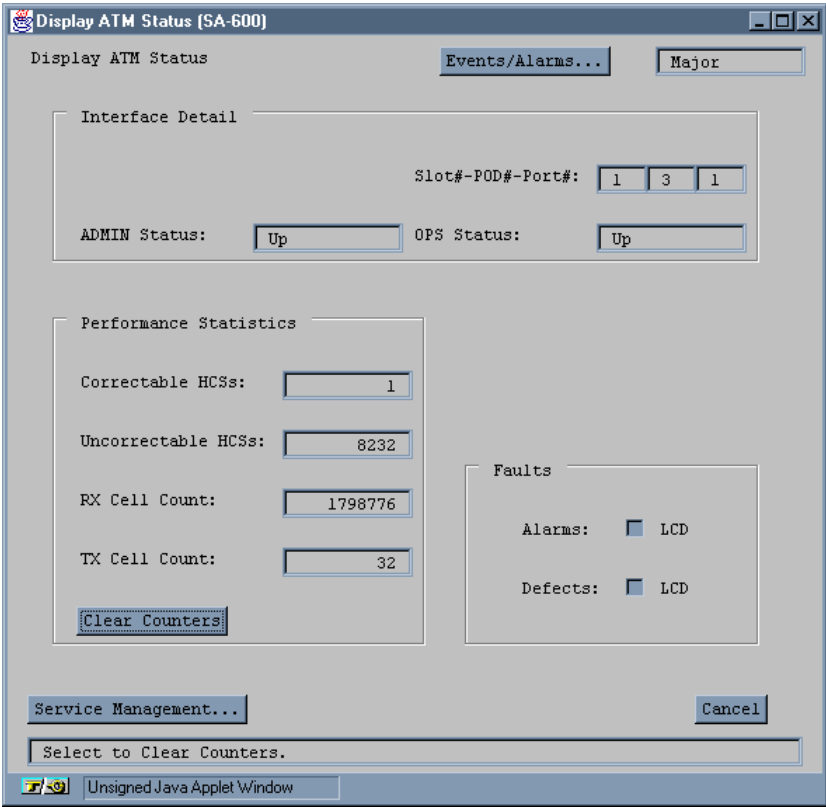 Display ATM Status (SA-600)
Display ATM Status Events/Alarms... Major
Interface Detail
Slot#-POD#-Port#: 1 3 1
ADMIN Status: Up OPS Status: Up
Performance Statistics
Correctable HCSs: 1
Uncorrectable HCSs: 8232
Faults
RX Cell Count: 1798776
Alarms: LCD
TX Cell Count: 32
Defects: LCD
Clear Counters
Service Management... Cancel
Select to Clear Counters.
Unsigned Java Applet Window